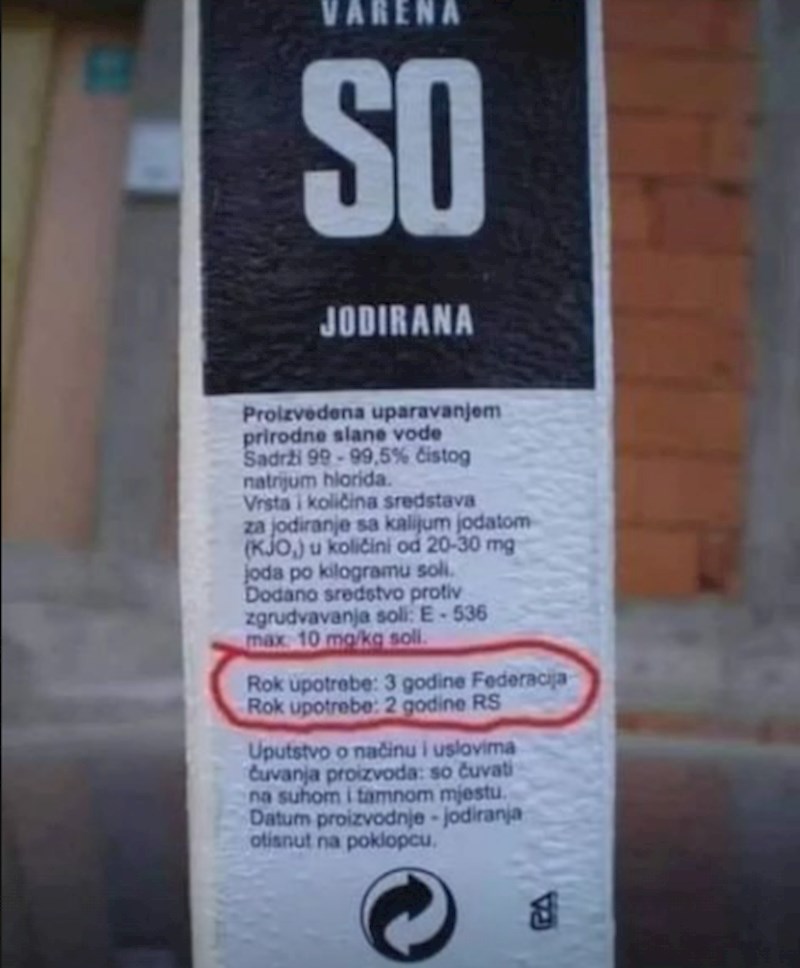 VARENA
SO
JODIRANA
Proizvedena uparavanjem
prirodne slane vode
Sadrži 99 - 99,5% čistog
natrijum hlorida.
Vrsta i količina sredstava
za jodiranje sa kalijum jodatom
(KJO₃) u količini od 20-30 mg
joda po kilogramu soli.
Dodano sredstvo protiv
zgrudvavanja soli: E - 536
max. 10 mg/kg soli.
Rok upotrebe: 3 godine Federacija
Rok upotrebe: 2 godine RS
Uputstvo o načinu i uslovima
čuvanja proizvoda: so čuvati
na suhom i tamnom mjestu.
Datum proizvodnje - jodiranja
otisnut na poklopcu.